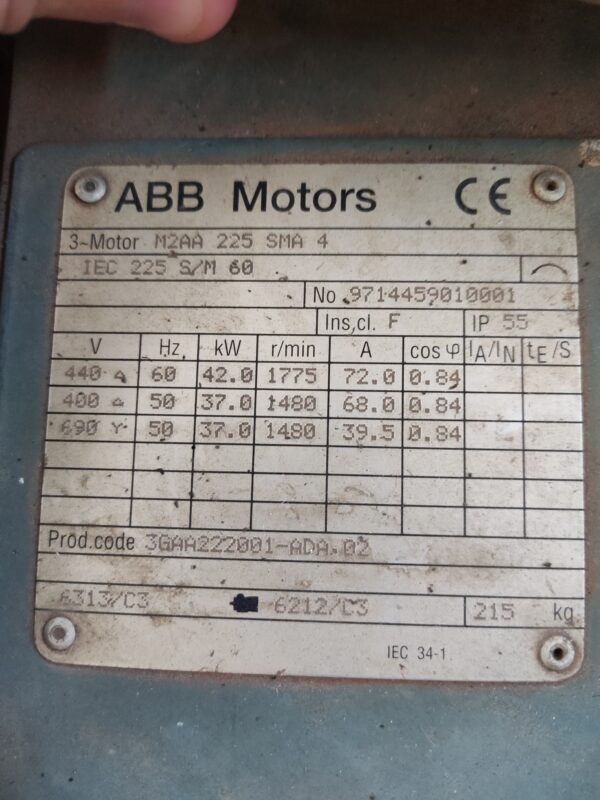 ABB Motors CE
3~Motor M2AA 225 SMA 4
IEC 225 S/M 60
No 9714459010001
Ins,cl. F IP 55
V Hz kW r/min A cos φ IA/IN tE/S
440 Δ 60 42.0 1775 72.0 0.84
400 Δ 50 37.0 1480 68.0 0.84
690 Y 50 37.0 1480 39.5 0.84
Prod.code 3GAA222001-ADA.02
6313/C3 6212/C3 215 kg
IEC 34-1